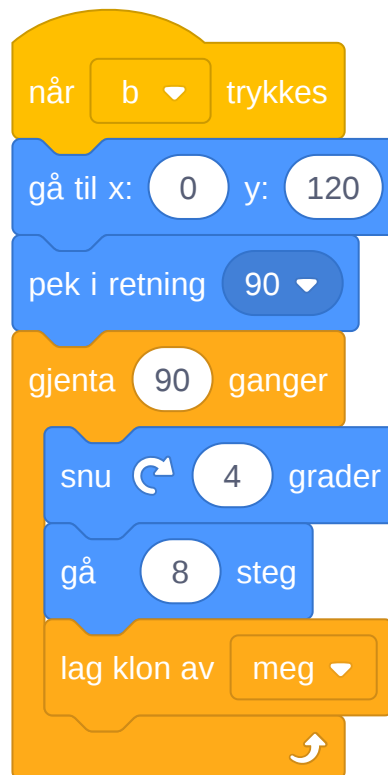 når b trykkes
gå til x: 0 y: 120
pek i retning 90
gjenta 90 ganger
snu 4 grader
gå 8 steg
lag klon av meg